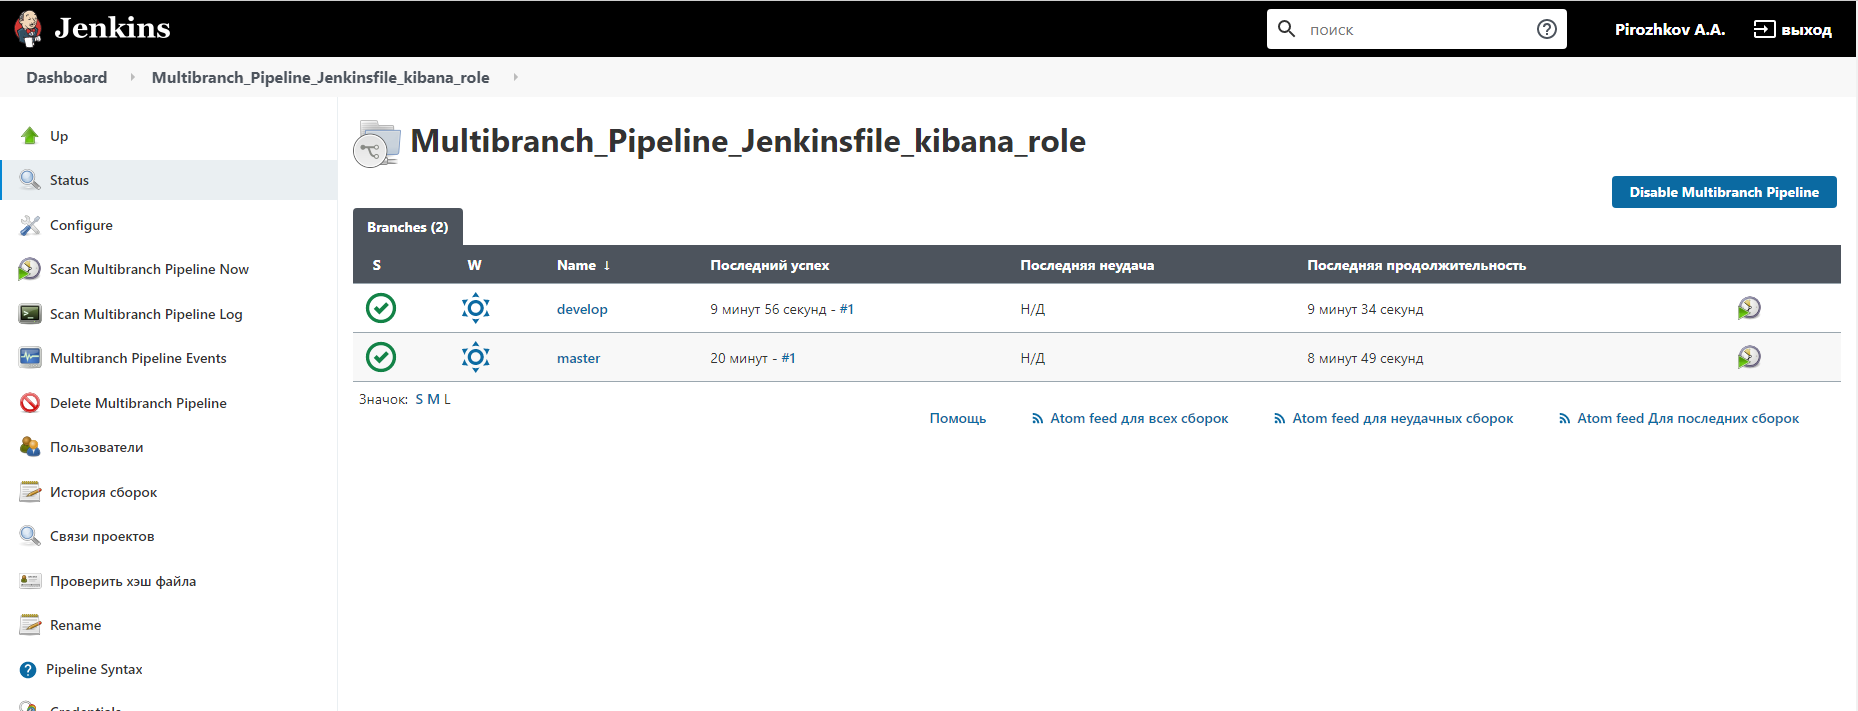 Jenkins
поиск
Pirozhkov A.A.
выход
Dashboard
Multibranch_Pipeline_Jenkinsfile_kibana_role
Up
Status
Configure
Scan Multibranch Pipeline Now
Scan Multibranch Pipeline Log
Multibranch Pipeline Events
Delete Multibranch Pipeline
Пользователи
История сборок
Связи проектов
Проверить хэш файла
Rename
Pipeline Syntax
Credentials
Multibranch_Pipeline_Jenkinsfile_kibana_role
Disable Multibranch Pipeline
Branches (2)
S W Name ↓ Последний успех Последняя неудача Последняя продолжительность
develop 9 минут 56 секунд - #1 Н/Д 9 минут 34 секунд
master 20 минут - #1 Н/Д 8 минут 49 секунд
Значок: S M L
Помощь Atom feed для всех сборок Atom feed для неудачных сборок Atom feed Для последних сборок